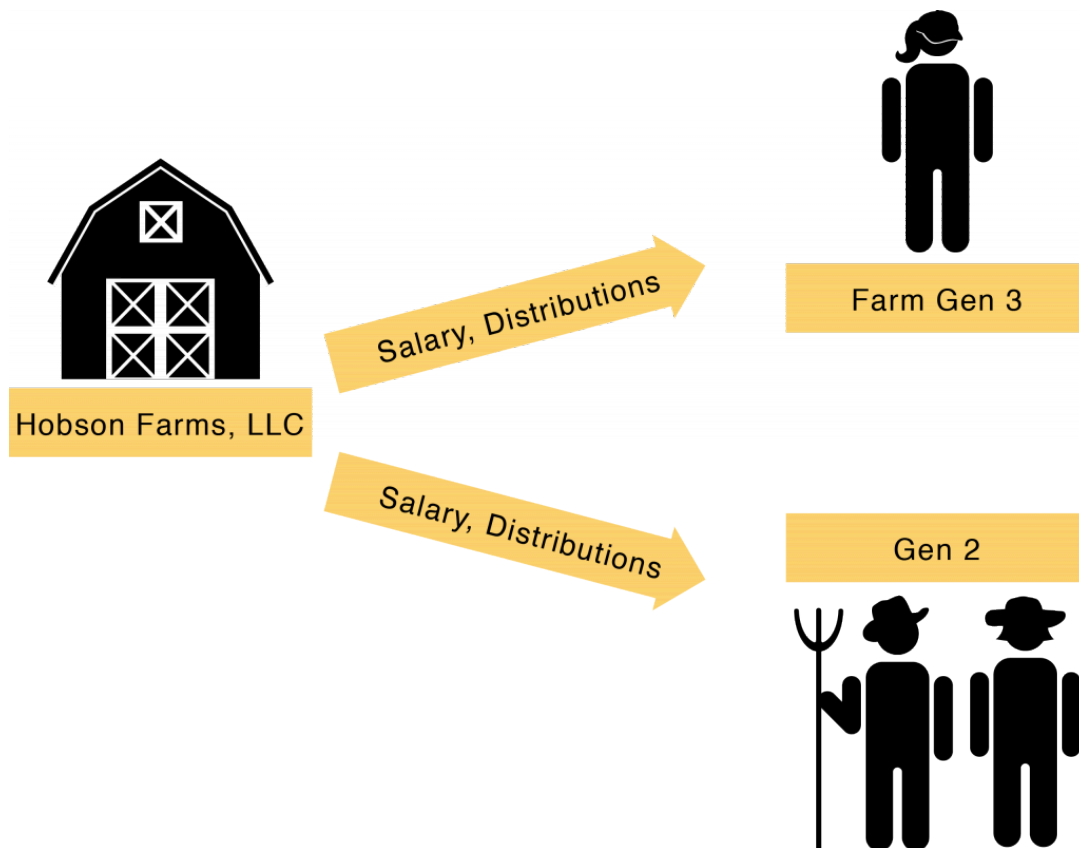 Farm Gen 3
Salary, Distributions
Hobson Farms, LLC
Salary, Distributions
Gen 2